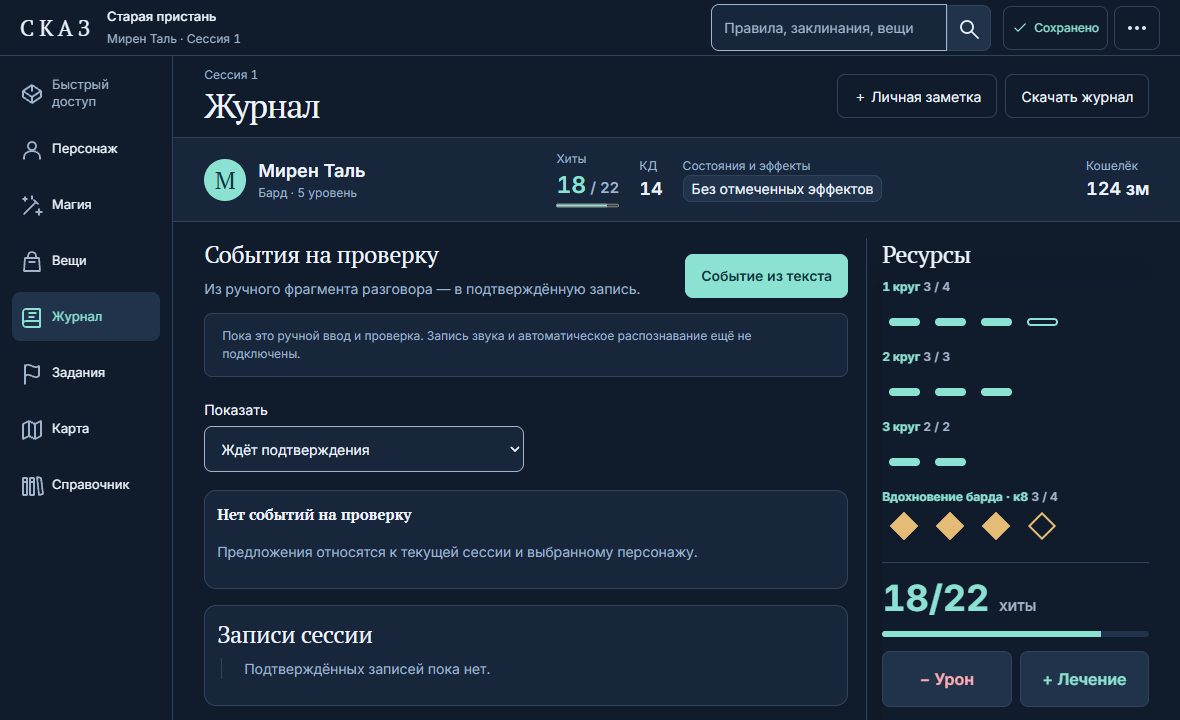 СКАЗ
Старая пристань
Мирен Таль · Сессия 1
Правила, заклинания, вещи
Сохранено
Быстрый
доступ
Персонаж
Магия
Вещи
Журнал
Задания
Карта
Справочник
Сессия 1
Журнал
+ Личная заметка
Скачать журнал
М
Мирен Таль
Бард · 5 уровень
Хиты
18 / 22
КД
14
Состояния и эффекты
Без отмеченных эффектов
Кошелёк
124 зм
События на проверку
Из ручного фрагмента разговора — в подтверждённую запись.
Событие из текста
Пока это ручной ввод и проверка. Запись звука и автоматическое распознавание ещё не
подключены.
Показать
Ждёт подтверждения
Нет событий на проверку
Предложения относятся к текущей сессии и выбранному персонажу.
Записи сессии
Подтверждённых записей пока нет.
Ресурсы
1 круг 3 / 4
2 круг 3 / 3
3 круг 2 / 2
Вдохновение барда · к8 3 / 4
18/22 хиты
− Урон
+ Лечение